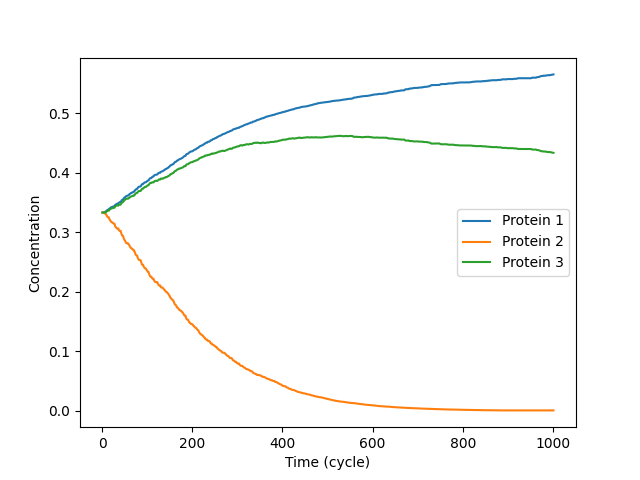 0.5
0.4
0.3
0.2
0.1
0.0
Concentration
0
200
400
600
800
1000
Time (cycle)
Protein 1
Protein 2
Protein 3